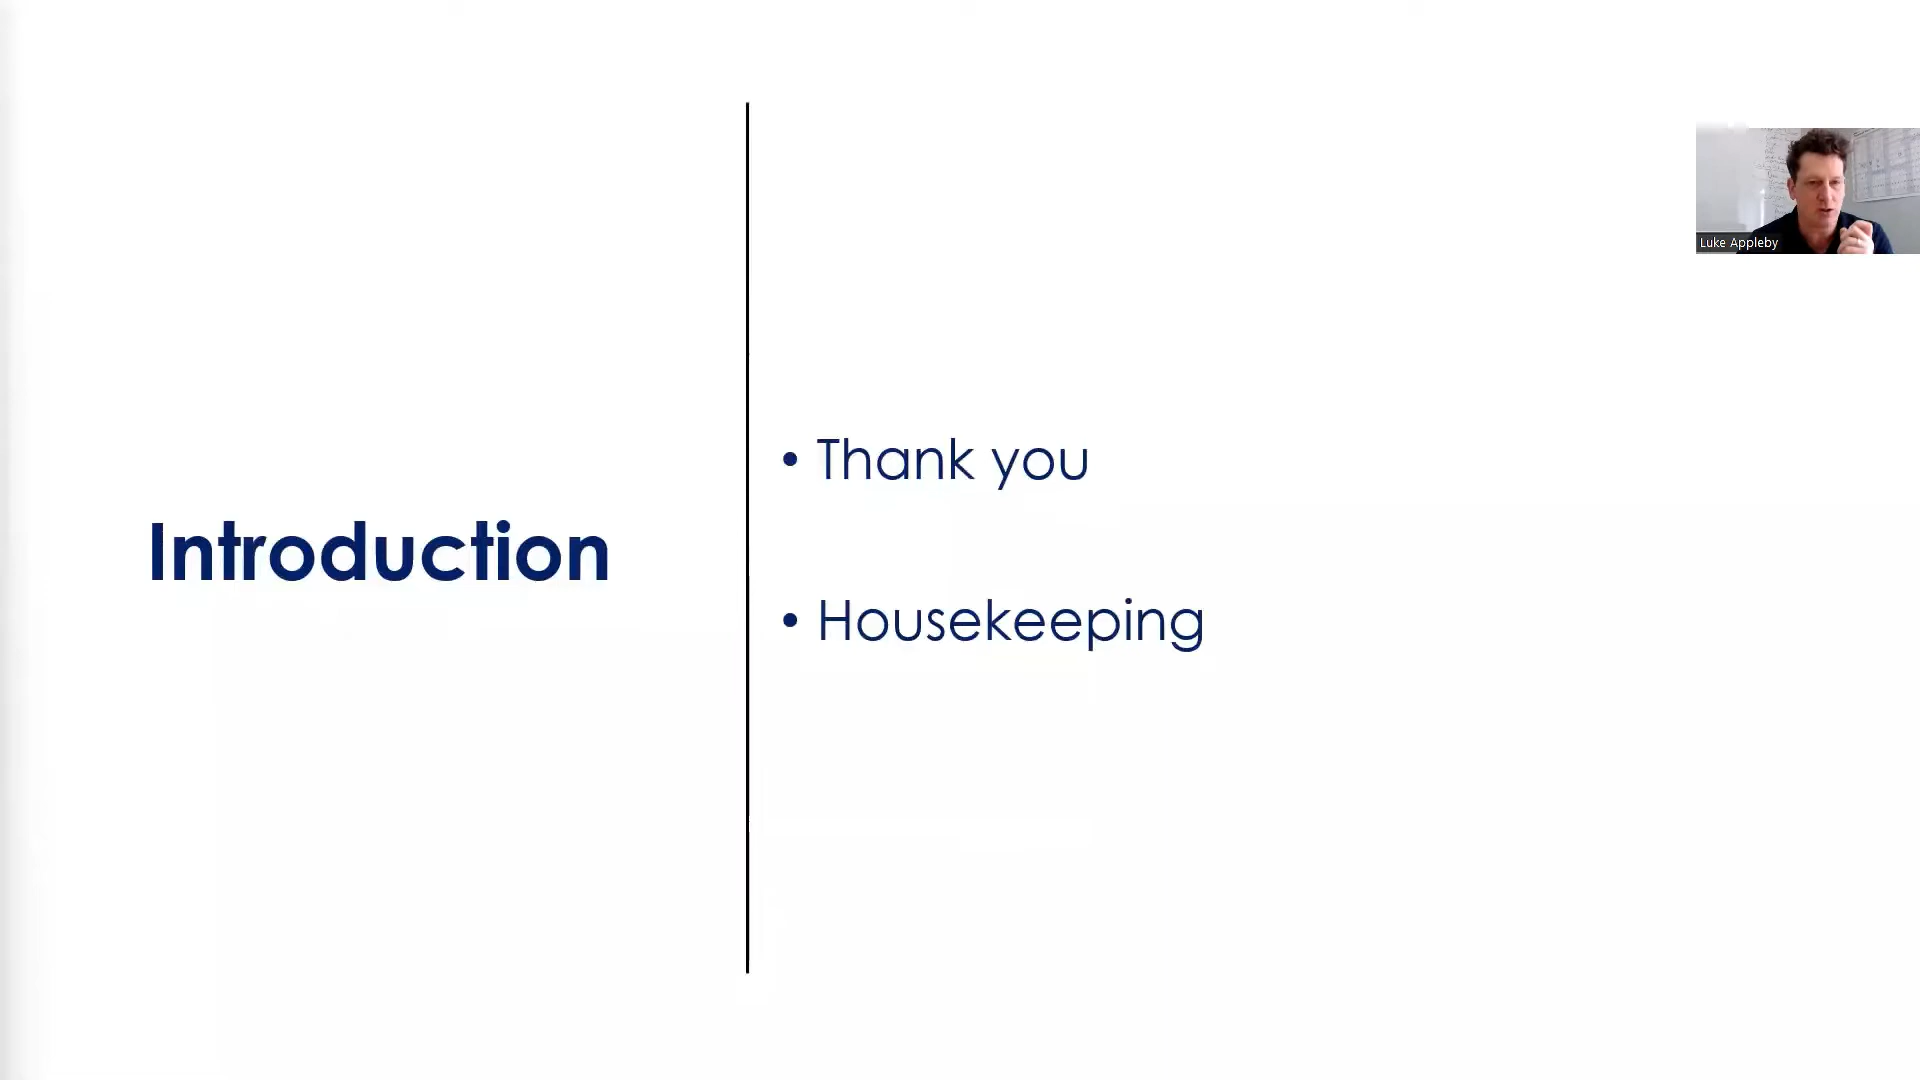 Introduction
• Thank you
• Housekeeping
Luke Appleby